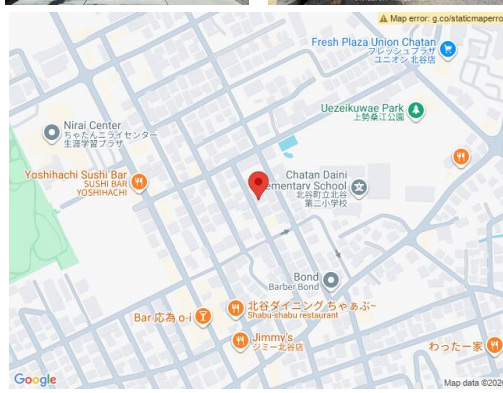 Map error: g.co/staticmaperro
Fresh Plaza Union Chatan
フレッシュプラザ
ユニオン 北谷店
Uezeikuwae Park
上勢桑江公園
Nirai Center
ちゃたんニライセンター
生涯学習プラザ
Yoshihachi Sushi Bar
SUSHI BAR
YOSHIHACHI
Chatan Daini
ementary School
北谷町立北谷
第二小学校
Bond
Barber Bond
北谷ダイニング ちゃあぶ~
Shabu-shabu restaurant
Bar 応為 o-i
Jimmy's
ジミー北谷店
わったー家
Google
Map data ©202